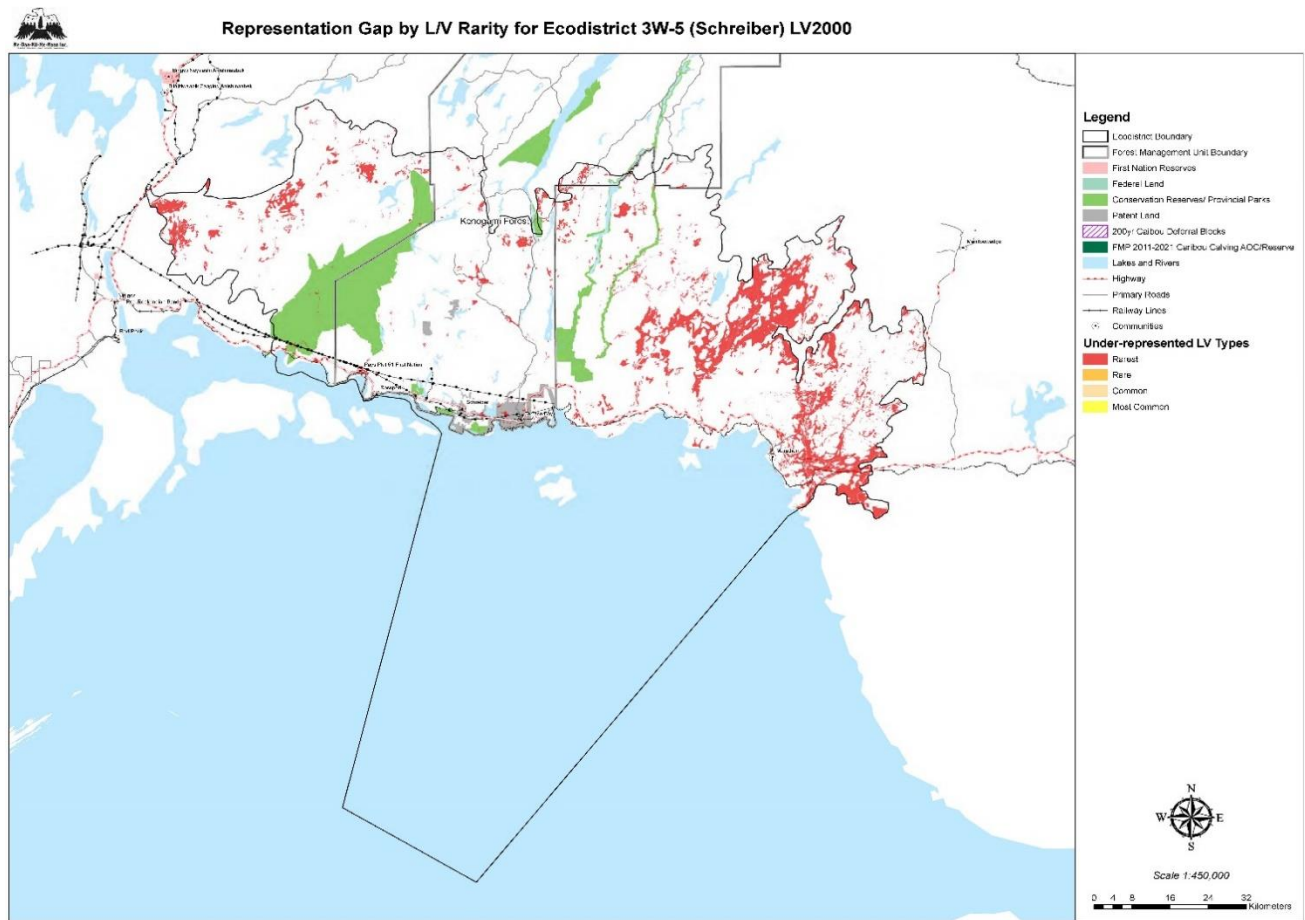 Representation Gap by L/V Rarity for Ecodistrict 3W-5 (Schreiber) LV2000
Legend
Ecodistrict Boundary
Forest Management Unit Boundary
First Nation Reserves
Federal Land
Conservation Reserves/ Provincial Parks
Patent Land
200yr Caibou Deferral Blocks
FMP 2011-2021 Caribou Calving AOC/Reserve
Lakes and Rivers
Highway
Primary Roads
Railway Lines
Communities
Under-represented LV Types
Rarest
Rare
Common
Most Common
Kenogami Forest
Schreiber
N
W
E
S
Scale 1:450,000
0 4 8 16 24 32
Kilometers